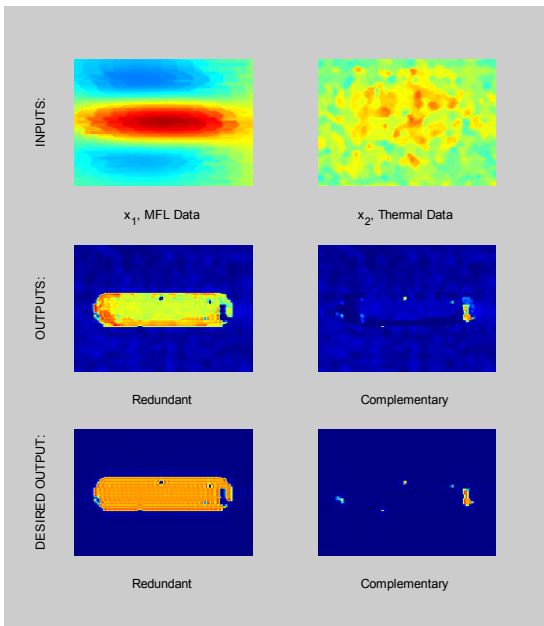 INPUTS:
x1, MFL Data
x2, Thermal Data
OUTPUTS:
Redundant
Complementary
DESIRED OUTPUT:
Redundant
Complementary